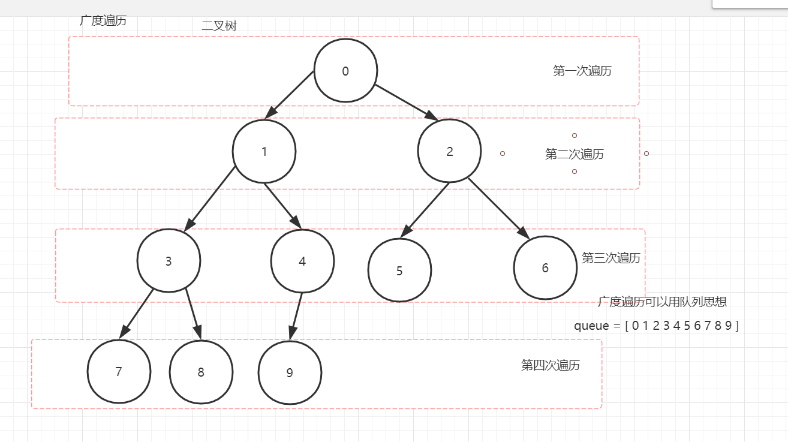 广度遍历
二叉树
0
第一次遍历
1
2
第二次遍历
3
4
5
6
第三次遍历
广度遍历可以用队列思想
queue = [ 0 1 2 3 4 5 6 7 8 9 ]
7
8
9
第四次遍历